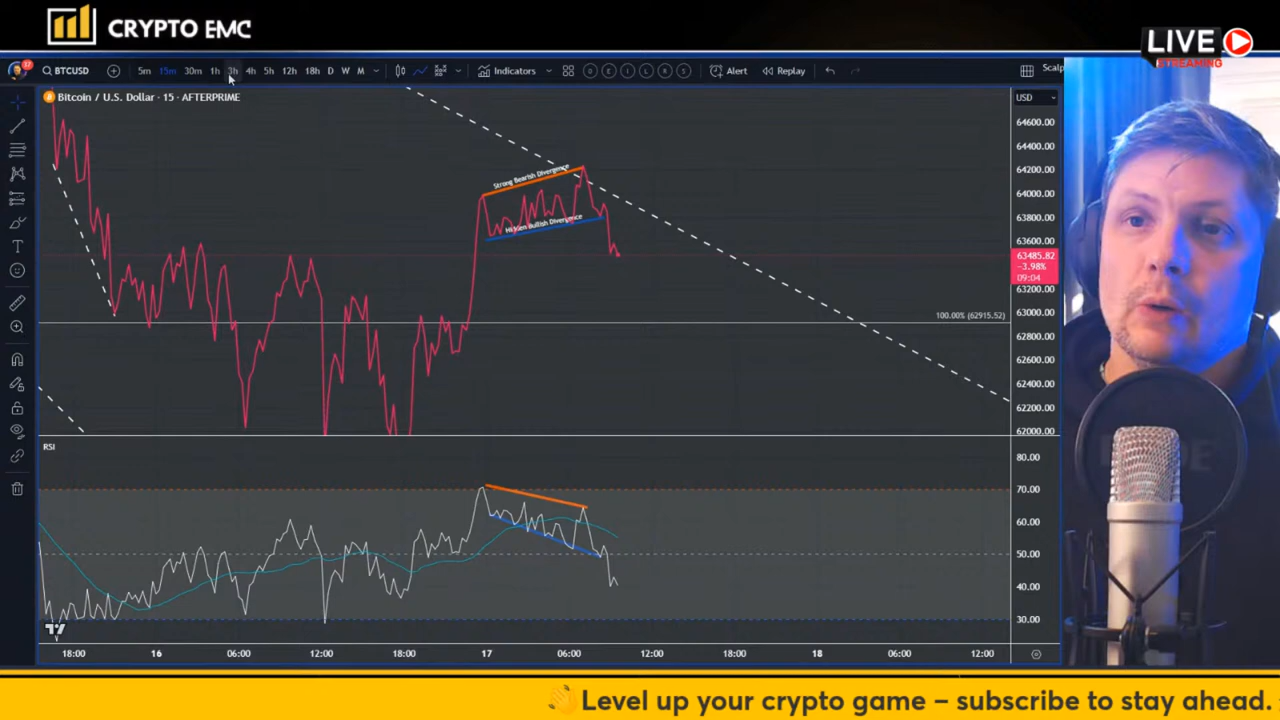 CRYPTO EMC
LIVE
STREAMING
17
BTCUSD
5m 15m 30m 1h 3h 4h 5h 12h 18h D W M
Indicators
D E I L R S
Alert
Replay
Scalp
Bitcoin / U.S. Dollar · 15 · AFTERPRIME
USD
64600.00
64400.00
64200.00
64000.00
63800.00
63600.00
63485.82
-3.98%
09:04
63200.00
63000.00
62800.00
62600.00
62400.00
62200.00
62000.00
Strong Bearish Divergence
Hidden Bullish Divergence
100.00% (62915.52)
RSI
80.00
70.00
60.00
50.00
40.00
30.00
18:00 16 06:00 12:00 18:00 17 06:00 12:00 18:00 18 06:00 12:00
👋 Level up your crypto game – subscribe to stay ahead.